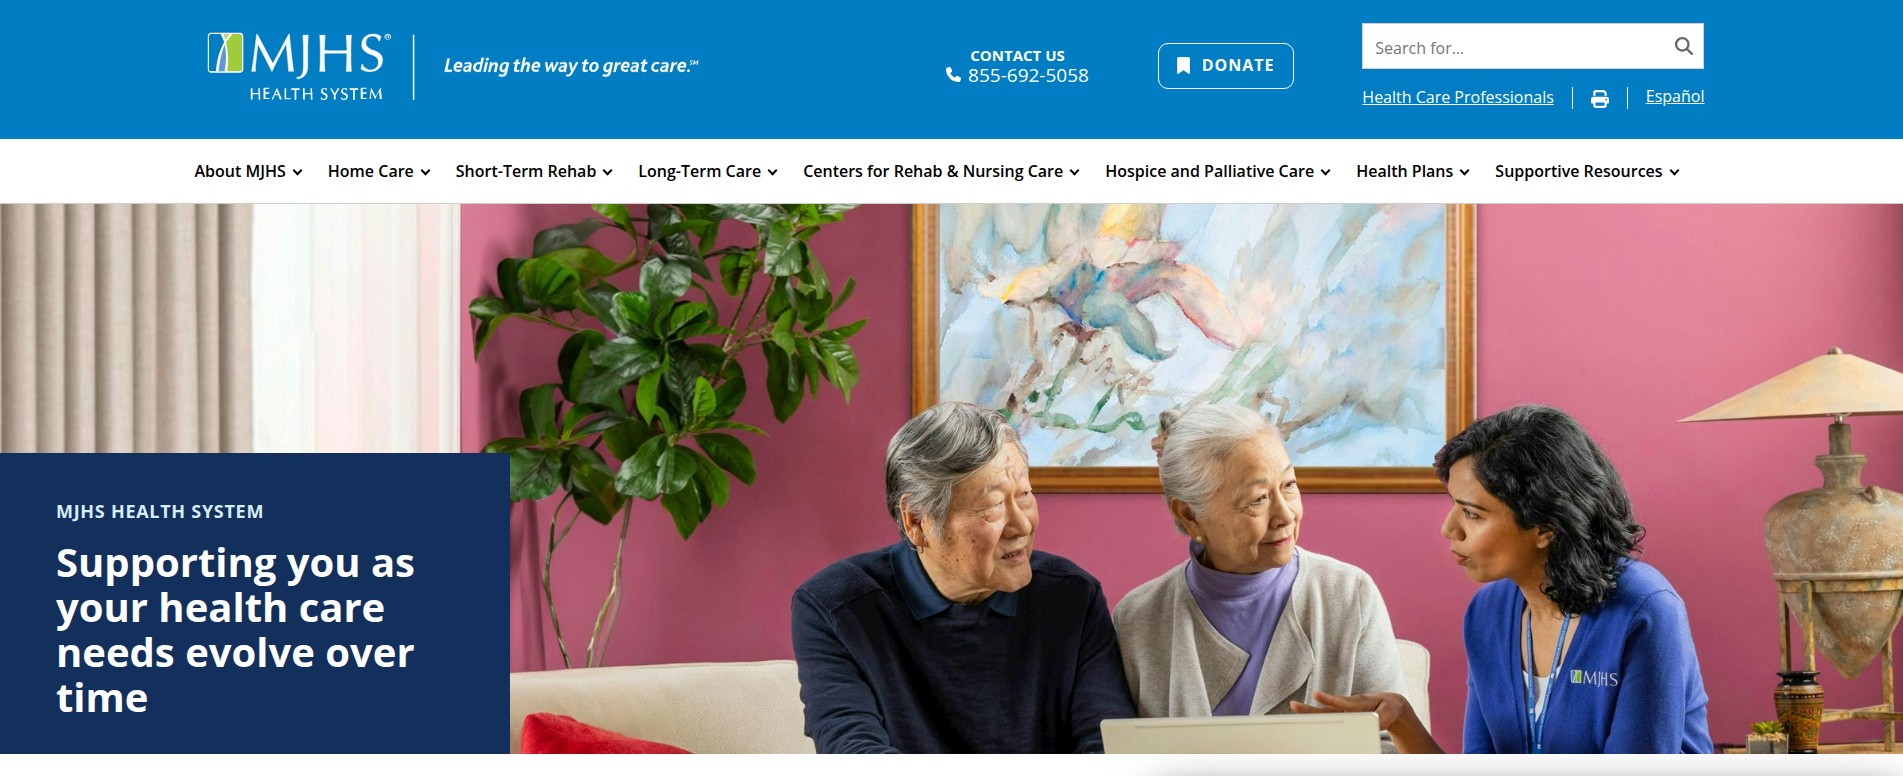 MJHS®
HEALTH SYSTEM
Leading the way to great care.℠
CONTACT US
855-692-5058
DONATE
Search for...
Health Care Professionals
Español
About MJHS
Home Care
Short-Term Rehab
Long-Term Care
Centers for Rehab & Nursing Care
Hospice and Palliative Care
Health Plans
Supportive Resources
MJHS HEALTH SYSTEM
Supporting you as
your health care
needs evolve over
time
MJHS